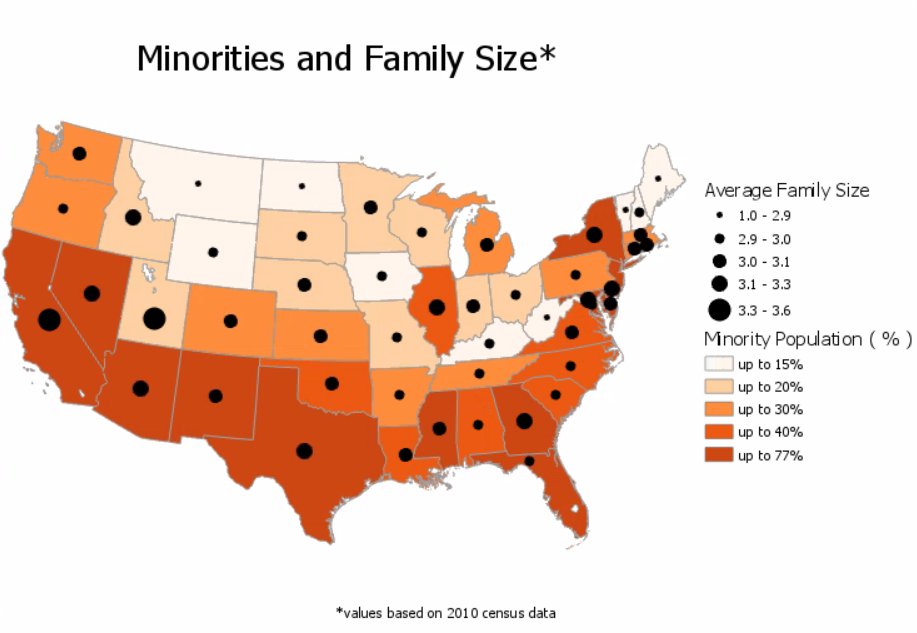 Minorities and Family Size*
Average Family Size
1.0 - 2.9
2.9 - 3.0
3.0 - 3.1
3.1 - 3.3
3.3 - 3.6
Minority Population ( % )
up to 15%
up to 20%
up to 30%
up to 40%
up to 77%
*values based on 2010 census data